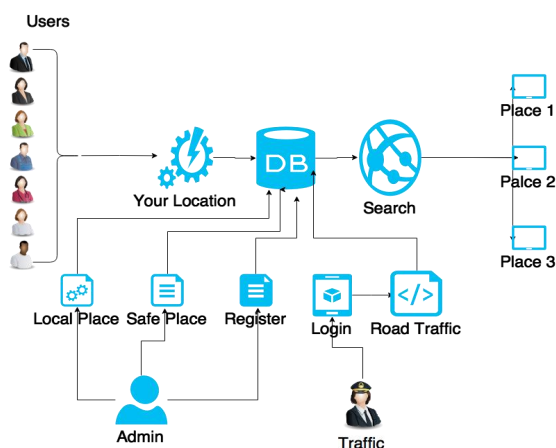 Users
DB
Your Location
Search
Place 1
Palce 2
Place 3
Local Place
Safe Place
Register
Login
</>
Road Traffic
Admin
Traffic